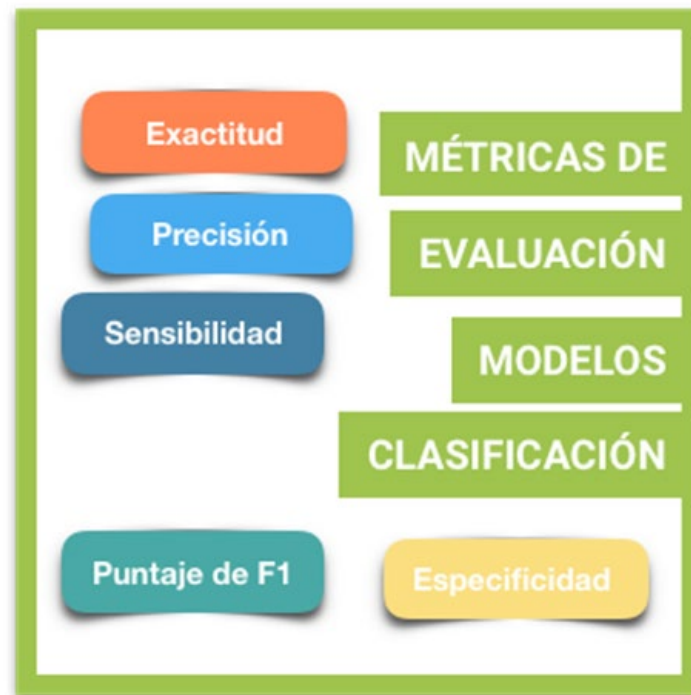 Exactitud
Precisión
Sensibilidad
MÉTRICAS DE
EVALUACIÓN
MODELOS
CLASIFICACIÓN
Puntaje de F1
Especificidad